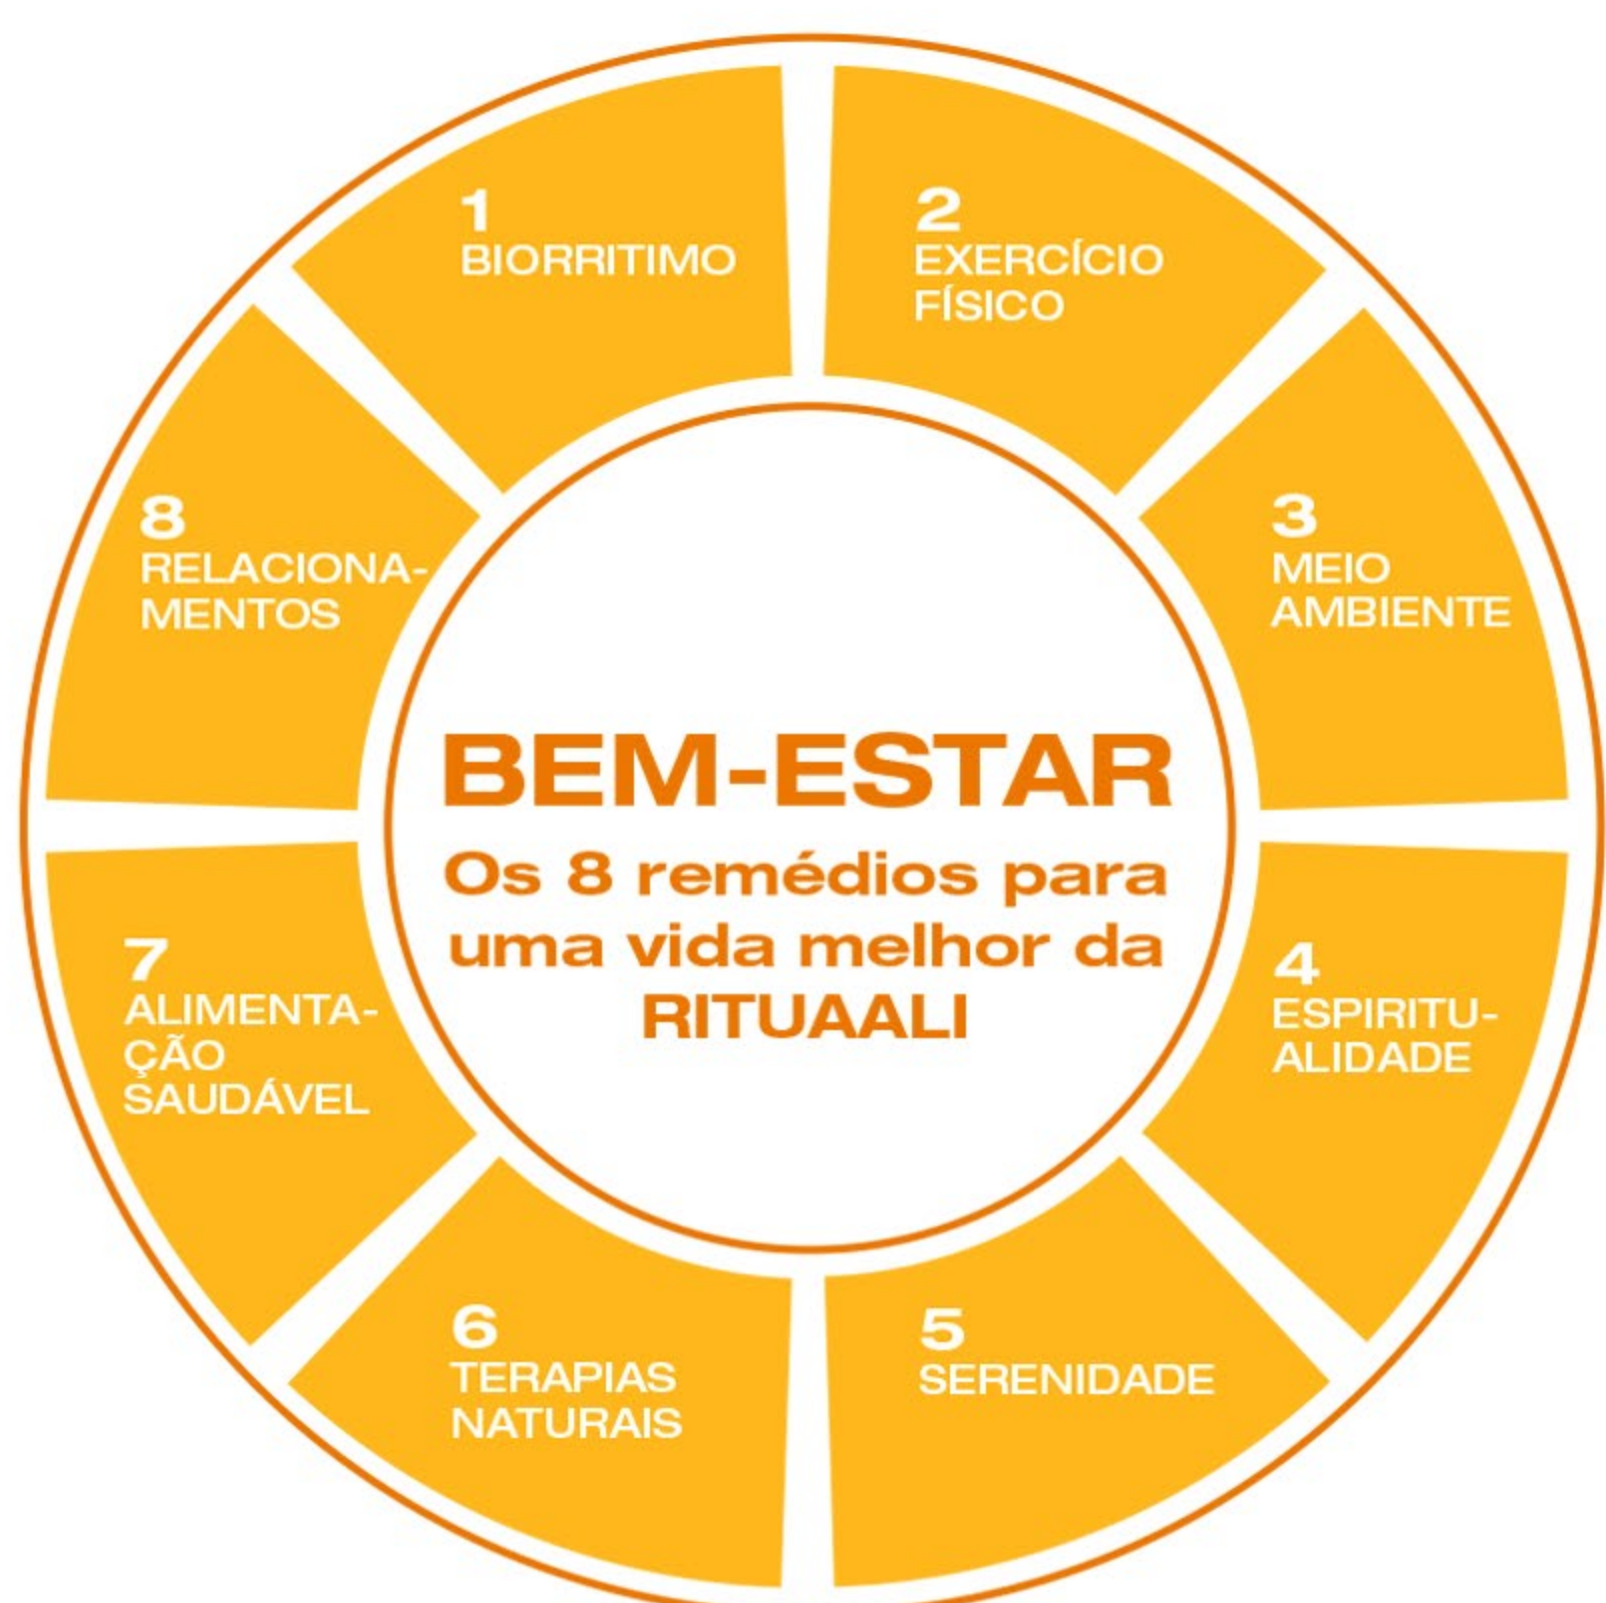 1
BIORRITIMO
2
EXERCÍCIO
FÍSICO
3
MEIO
AMBIENTE
4
ESPIRITU-
ALIDADE
5
SERENIDADE
6
TERAPIAS
NATURAIS
7
ALIMENTA-
ÇÃO
SAUDÁVEL
8
RELACIONA-
MENTOS
BEM-ESTAR
Os 8 remédios para
uma vida melhor da
RITUAALI